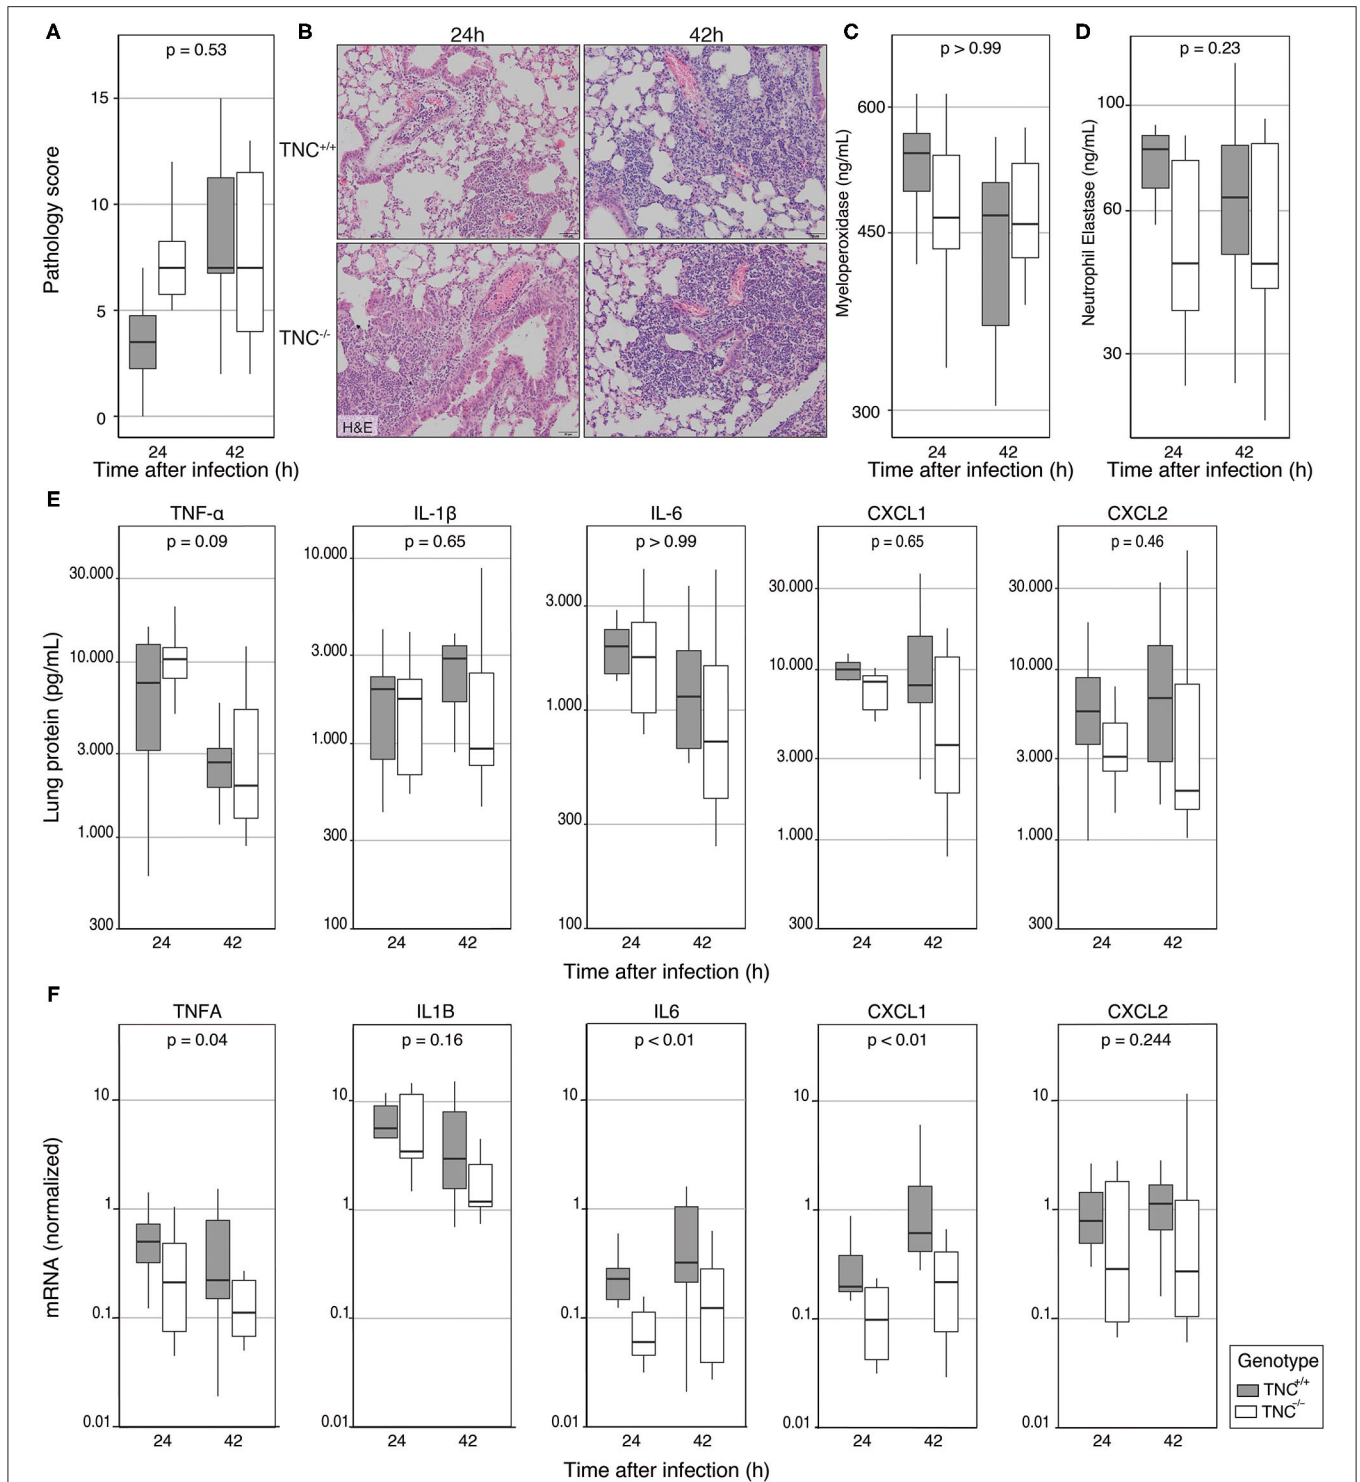 A
p = 0.53
15
10
5
0
Pathology score
24
42
Time after infection (h)
B
24h
42h
TNC+/+
TNC-/-
H&E
C
p > 0.99
600
450
300
Myeloperoxidase (ng/mL)
24
42
Time after infection (h)
D
p = 0.23
100
60
30
Neutrophil Elastase (ng/mL)
24
42
Time after infection (h)
E
Lung protein (pg/mL)
TNF-α
p = 0.09
30.000
10.000
3.000
1.000
300
24
42
IL-1β
p = 0.65
10.000
3.000
1.000
300
100
24
42
IL-6
p > 0.99
3.000
1.000
300
100
24
42
CXCL1
p = 0.65
30.000
10.000
3.000
1.000
300
24
42
CXCL2
p = 0.46
30.000
10.000
3.000
1.000
300
24
42
Time after infection (h)
F
mRNA (normalized)
TNFA
p = 0.04
10
1
0.1
0.01
24
42
IL1B
p = 0.16
10
1
0.1
0.01
24
42
IL6
p < 0.01
10
1
0.1
0.01
24
42
CXCL1
p < 0.01
10
1
0.1
0.01
24
42
CXCL2
p = 0.244
10
1
0.1
0.01
24
42
Time after infection (h)
Genotype
TNC+/+
TNC-/-